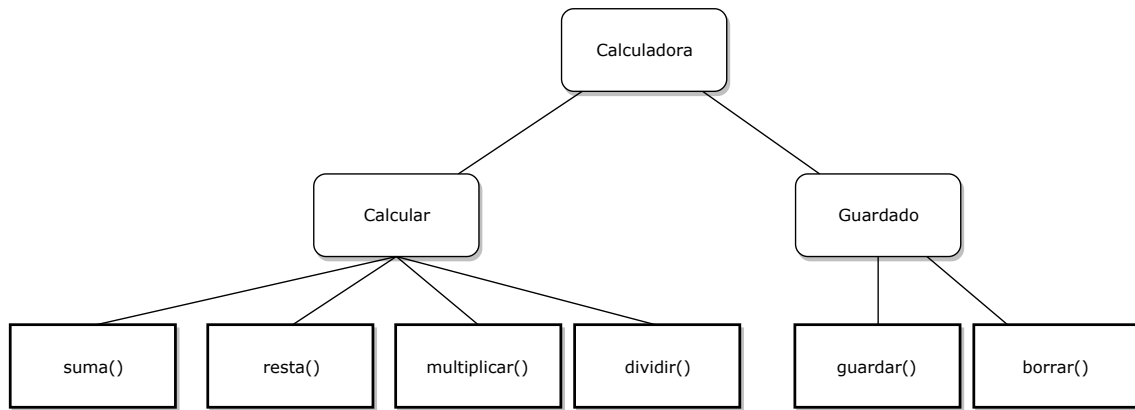 Calculadora
Calcular
Guardado
suma()
resta()
multiplicar()
dividir()
guardar()
borrar()